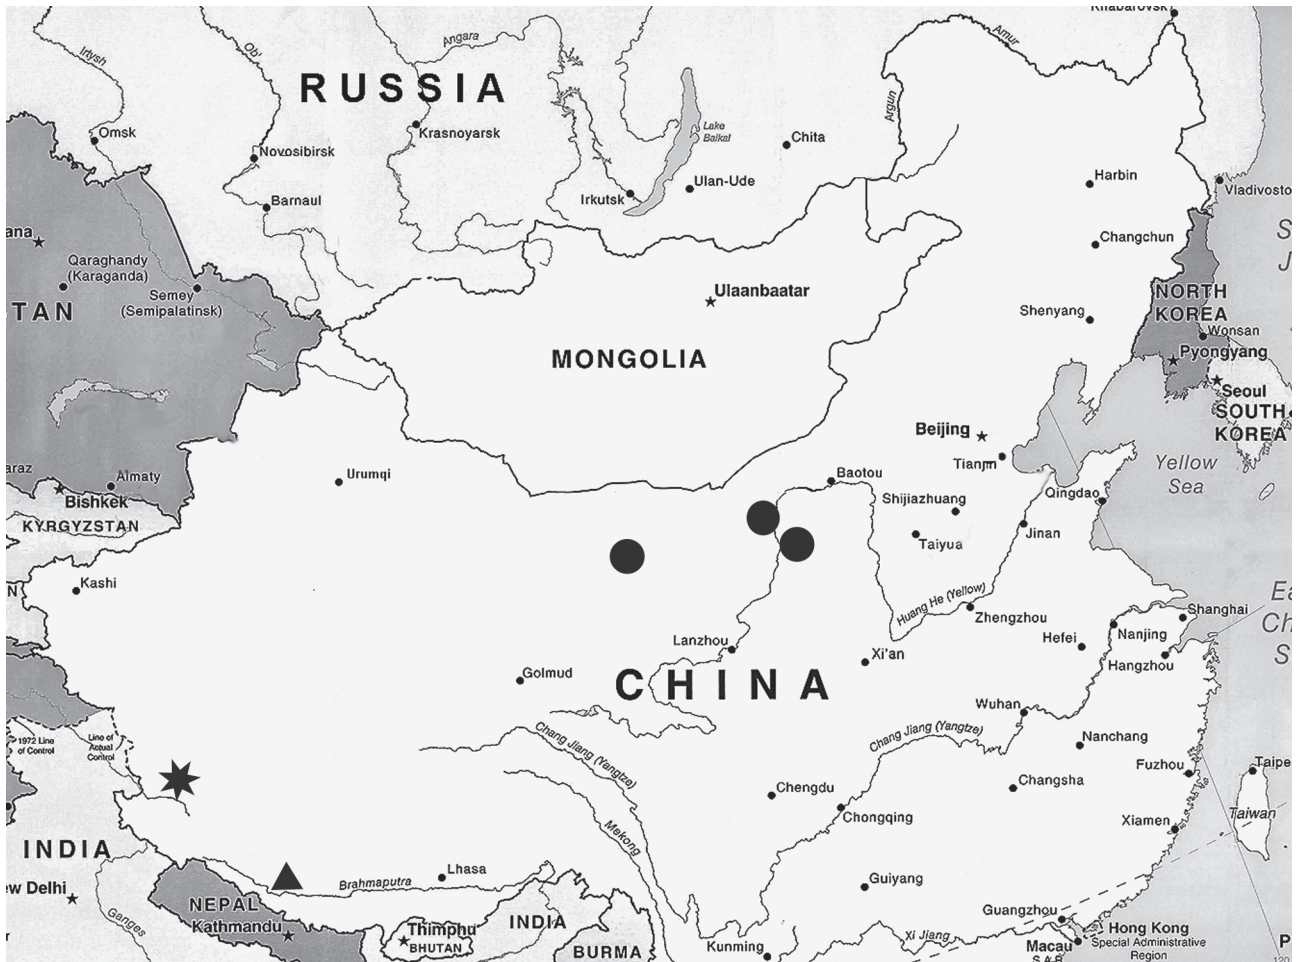 Khabarovsk
Irtysh
Ob'
Angara
Amur
RUSSIA
Argun
Omsk
Krasnoyarsk
Lake
Baikal
Chita
Novosibirsk
Harbin
Ulan-Ude
Irkutsk
Vladivosto
Barnaul
ana
Changchun
S
J
Qaraghandy
(Karaganda)
Semey
(Semipalatinsk)
TAN
Ulaanbaatar
NORTH
KOREA
Shenyang
Wonsan
Pyongyang
MONGOLIA
Seoul
SOUTH
KOREA
Beijing
Tianjin
Yellow
Sea
araz
Almaty
Urumqi
Baotou
Bishkek
Shijiazhuang
Qingdao
KYRGYZSTAN
Jinan
Taiyua
Kashi
N
Huang He (Yellow)
Ea
Ch
S
Shanghai
Zhengzhou
Nanjing
Hefei
Hangzhou
Lanzhou
Xi'an
Golmud
CHINA
Wuhan
1972 Line
of Control
Line of
Actual
Control
Chang Jiang (Yangtze)
Chang Jiang (Yangtze)
Nanchang
Fuzhou
Taipe
Changsha
Chengdu
Chongqing
Xiamen
Taiwan
Mekong
INDIA
Lhasa
Brahmaputra
Guiyang
ew Delhi
NEPAL
Kathmandu
Ganges
Thimphu
BHUTAN
INDIA
BURMA
Guangzhou
Xi Jiang
Hong Kong
Special Administrative
Region
Macau
S.A.R.
Kunming
P
120